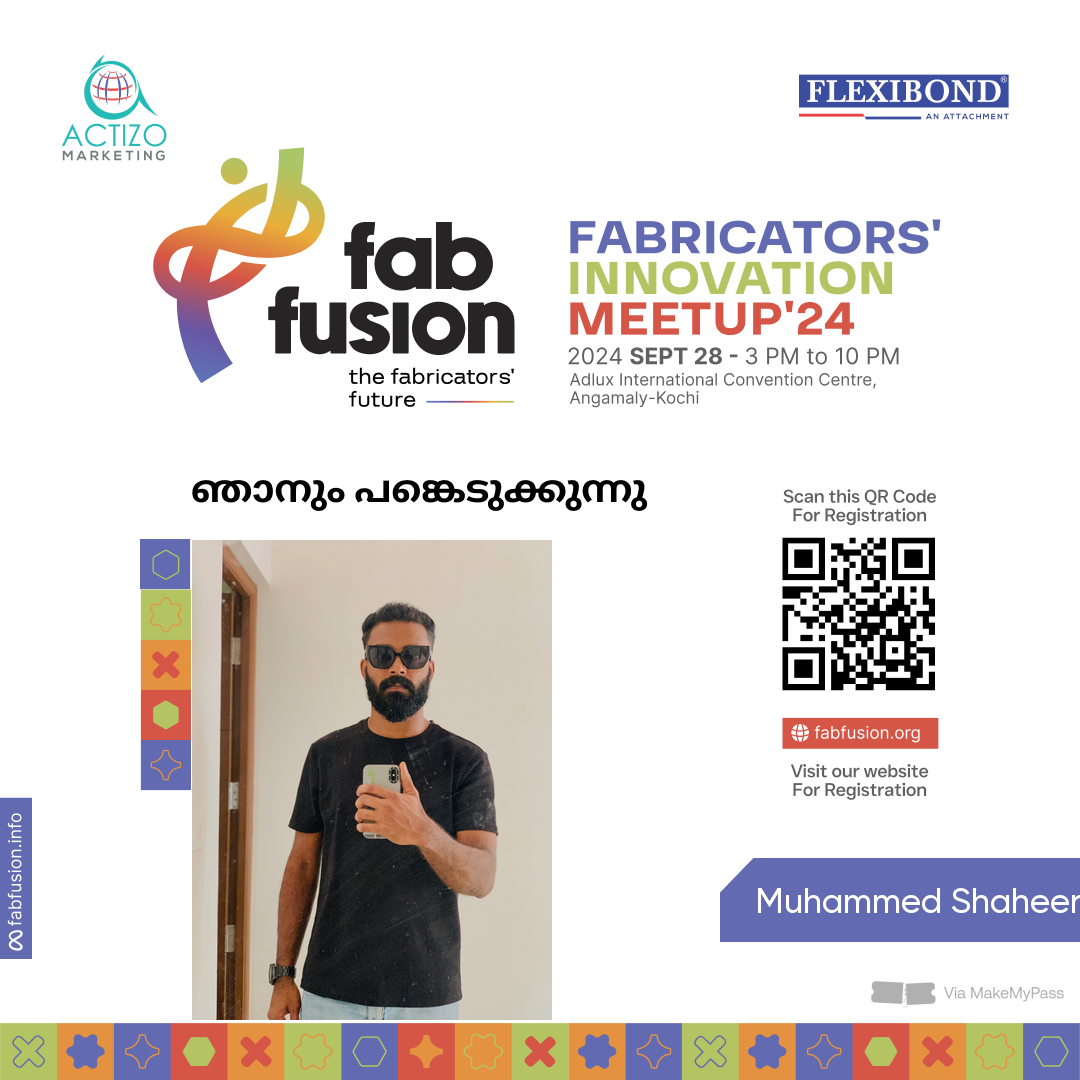 ACTIZO
MARKETING
FLEXIBOND®
AN ATTACHMENT
fab
fusion
the fabricators'
future
FABRICATORS'
INNOVATION
MEETUP'24
2024 SEPT 28 - 3 PM to 10 PM
Adlux International Convention Centre,
Angamaly-Kochi
ഞാനും പങ്കെടുക്കുന്നു
Scan this QR Code
For Registration
fabfusion.org
Visit our website
For Registration
fabfusion.info
Muhammed Shaheer
Via MakeMyPass